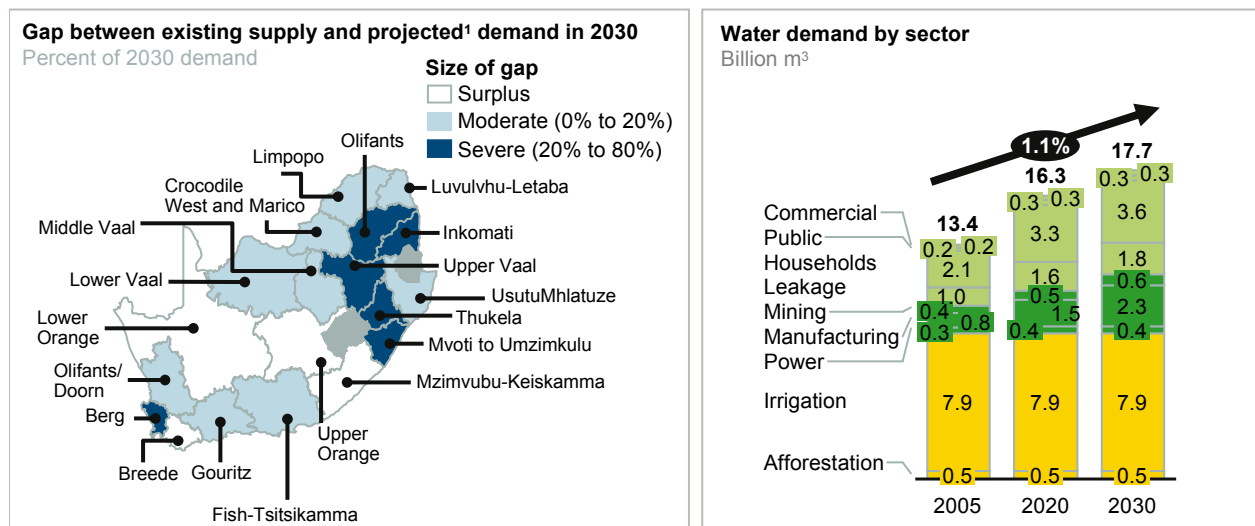 Gap between existing supply and projected¹ demand in 2030
Percent of 2030 demand
Size of gap
Surplus
Moderate (0% to 20%)
Severe (20% to 80%)
Olifants
Limpopo
Luvulvhu-Letaba
Crocodile
West and Marico
Middle Vaal
Inkomati
Upper Vaal
Lower Vaal
UsutuMhlatuze
Thukela
Lower
Orange
Mvoti to Umzimkulu
Olifants/
Doorn
Mzimvubu-Keiskamma
Berg
Upper
Orange
Breede
Gouritz
Fish-Tsitsikamma
Water demand by sector
Billion m³
1.1%
13.4
16.3
17.7
Commercial
0.2
0.3
0.3
Public
0.2
0.3
0.3
Households
2.1
3.3
3.6
Leakage
1.0
1.6
1.8
Mining
0.4
0.5
0.6
Manufacturing
0.8
1.5
2.3
Power
0.3
0.4
0.4
Irrigation
7.9
7.9
7.9
Afforestation
0.5
0.5
0.5
2005
2020
2030